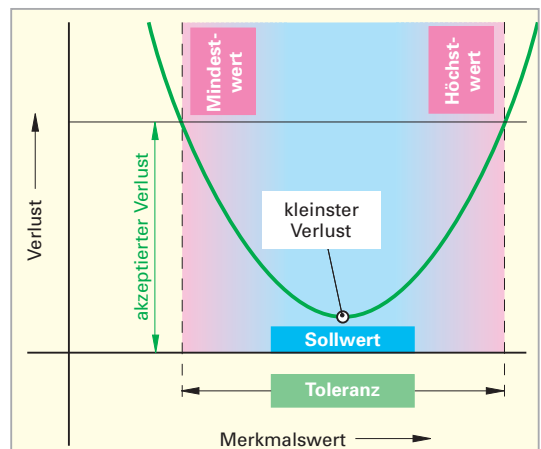 Mindest-
wert
Höchst-
wert
Verlust
akzeptierter Verlust
kleinster
Verlust
Sollwert
Toleranz
Merkmalswert